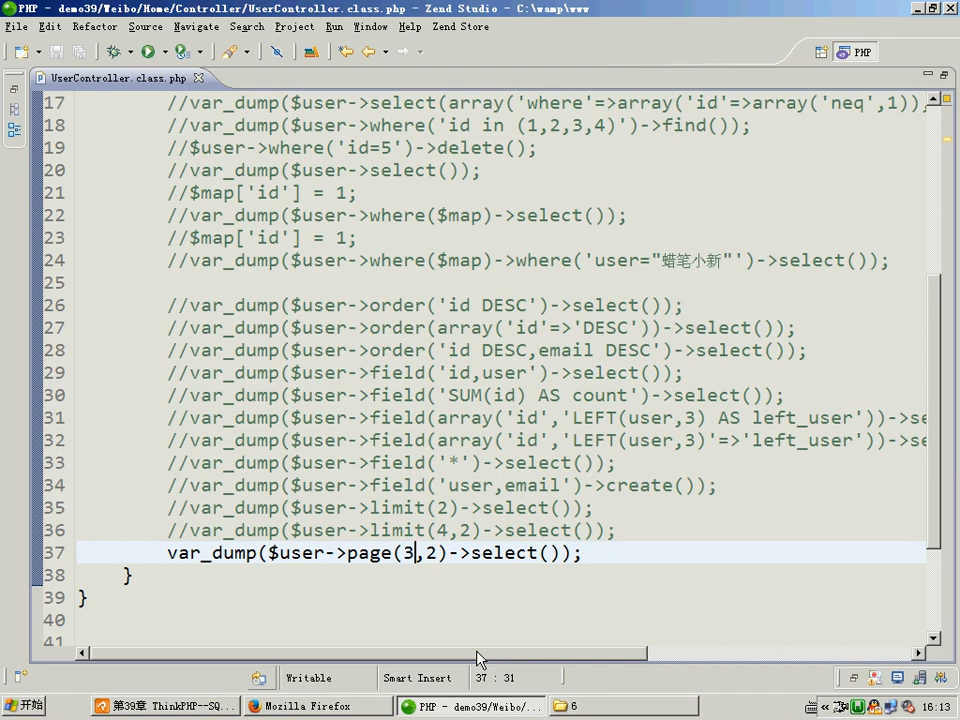 PHP - demo39/Weibo/Home/Controller/UserController.class.php - Zend Studio - C:\wamp\www
File Edit Refactor Source Navigate Search Project Run Window Help Zend Store
PHP
UserController.class.php
17 //var_dump($user->select(array('where'=>array('id'=>array('neq',1)),
18 //var_dump($user->where('id in (1,2,3,4)')->find());
19 //$user->where('id=5')->delete();
20 //var_dump($user->select());
21 //$map['id'] = 1;
22 //var_dump($user->where($map)->select());
23 //$map['id'] = 1;
24 //var_dump($user->where($map)->where('user="蜡笔小新"')->select());
25
26 //var_dump($user->order('id DESC')->select());
27 //var_dump($user->order(array('id'=>'DESC'))->select());
28 //var_dump($user->order('id DESC,email DESC')->select());
29 //var_dump($user->field('id,user')->select());
30 //var_dump($user->field('SUM(id) AS count')->select());
31 //var_dump($user->field(array('id','LEFT(user,3) AS left_user'))->se
32 //var_dump($user->field(array('id','LEFT(user,3)'=>'left_user'))->se
33 //var_dump($user->field('*')->select());
34 //var_dump($user->field('user,email')->create());
35 //var_dump($user->limit(2)->select());
36 //var_dump($user->limit(4,2)->select());
37 var_dump($user->page(3,2)->select());
38 }
39 }
40
41
Writable Smart Insert 37 : 31
开始 第39章 ThinkPHP--SQ... Mozilla Firefox PHP - demo39/Weibo/... 6 16:13